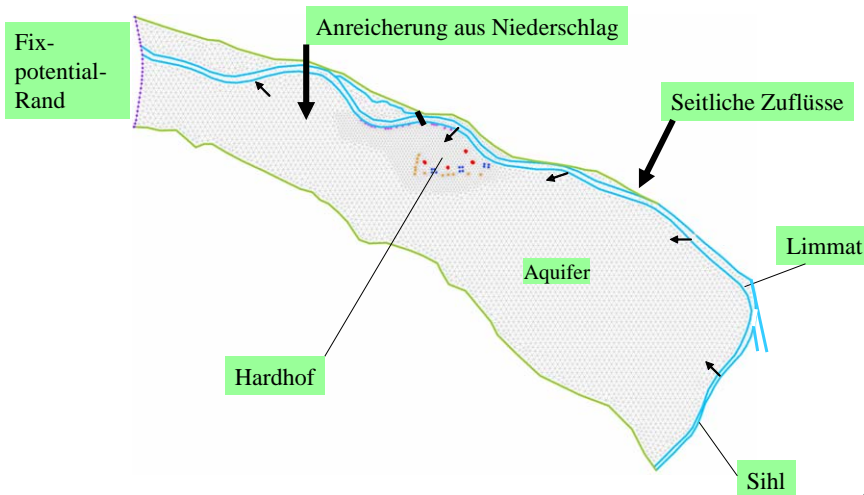 Fix-
potential-
Rand
Anreicherung aus Niederschlag
Seitliche Zuflüsse
Limmat
Aquifer
Hardhof
Sihl